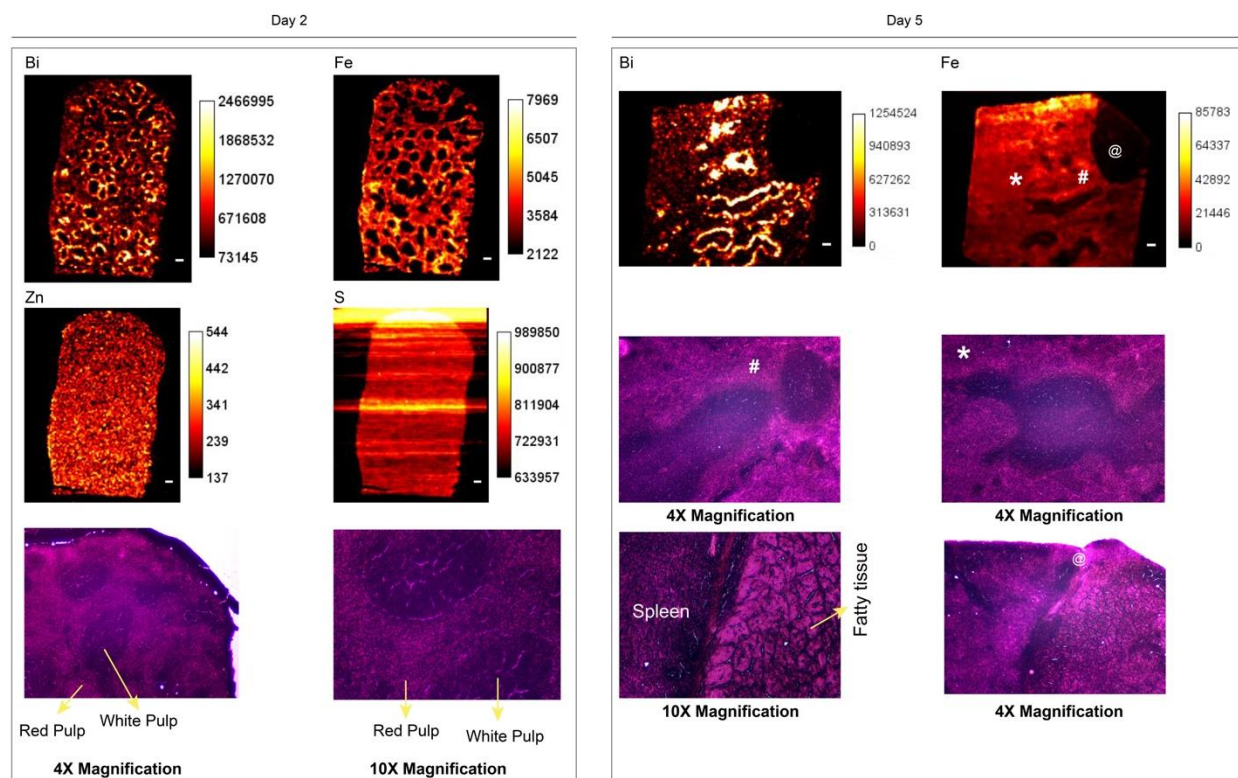 Day 2
Day 5
Bi
Fe
2466995
1868532
1270070
671608
73145
7969
6507
5045
3584
2122
Zn
S
544
442
341
239
137
989850
900877
811904
722931
633957
Red Pulp
White Pulp
4X Magnification
Red Pulp
White Pulp
10X Magnification
Bi
Fe
1254524
940893
627262
313631
0
@
*
#
85783
64337
42892
21446
0
#
4X Magnification
*
4X Magnification
Spleen
Fatty tissue
10X Magnification
@
4X Magnification